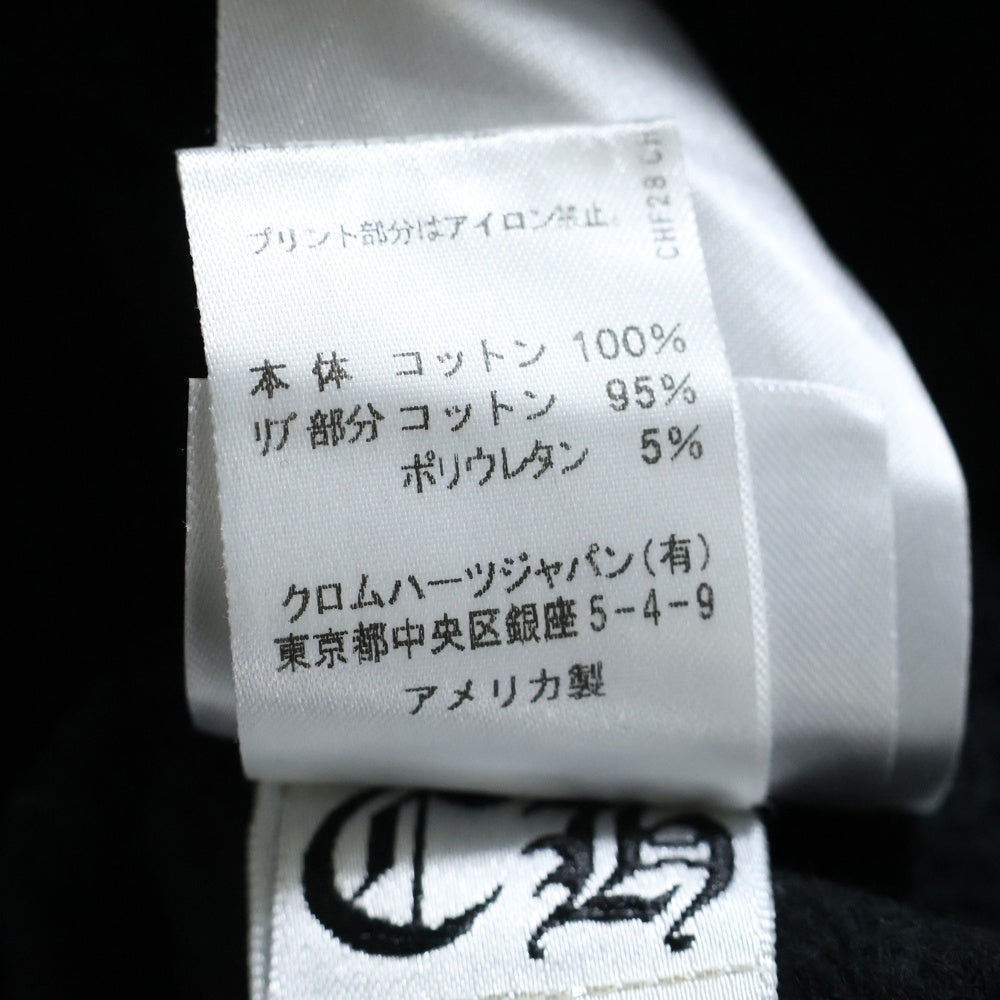 プリント部分はアイロン禁止。
CHF28 CH
本体 コットン 100%
リブ部分 コットン 95%
ポリウレタン 5%
クロムハーツジャパン(有)
東京都中央区銀座5-4-9
アメリカ製
CH